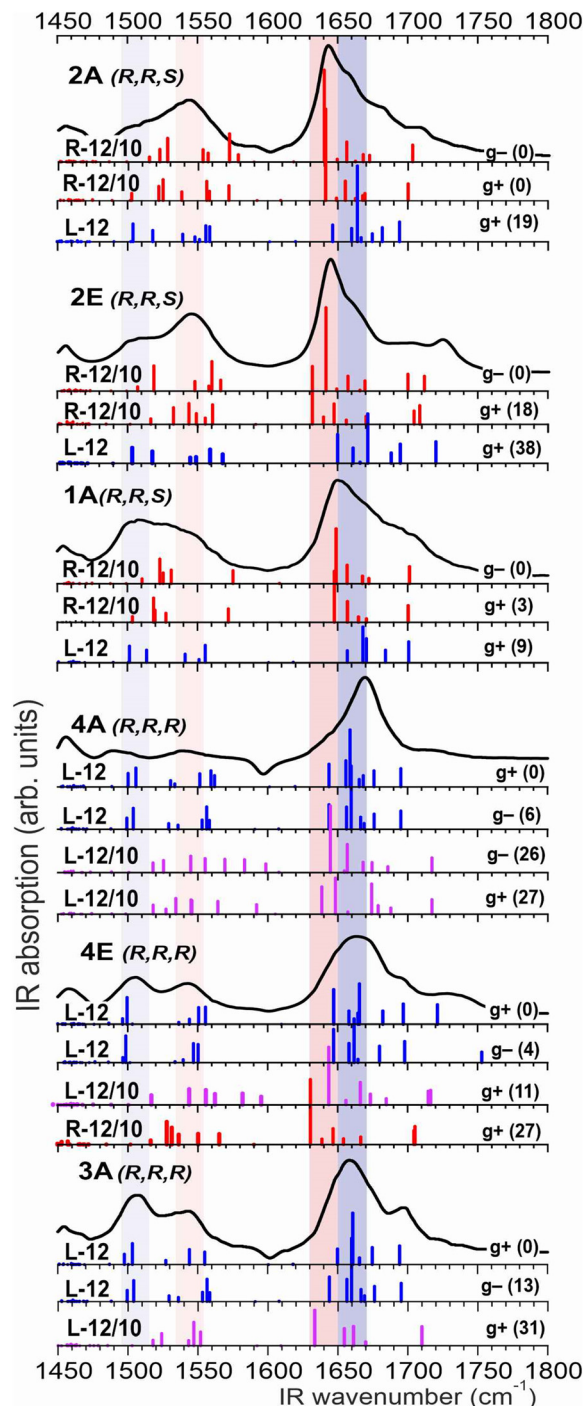 1450 1500 1550 1600 1650 1700 1750 1800
2A (R,R,S)
R-12/10 g− (0)
R-12/10 g+ (0)
L-12 g+ (19)
2E (R,R,S)
R-12/10 g− (0)
R-12/10 g+ (18)
L-12 g+ (38)
1A (R,R,S)
R-12/10 g− (0)
R-12/10 g+ (3)
L-12 g+ (9)
4A (R,R,R)
L-12 g+ (0)
L-12 g− (6)
L-12/10 g− (26)
L-12/10 g+ (27)
4E (R,R,R)
L-12 g+ (0)
L-12 g− (4)
L-12/10 g+ (11)
R-12/10 g+ (27)
3A (R,R,R)
L-12 g+ (0)
L-12 g− (13)
L-12/10 g+ (31)
1450 1500 1550 1600 1650 1700 1750 1800
IR wavenumber (cm⁻¹)
IR absorption (arb. units)